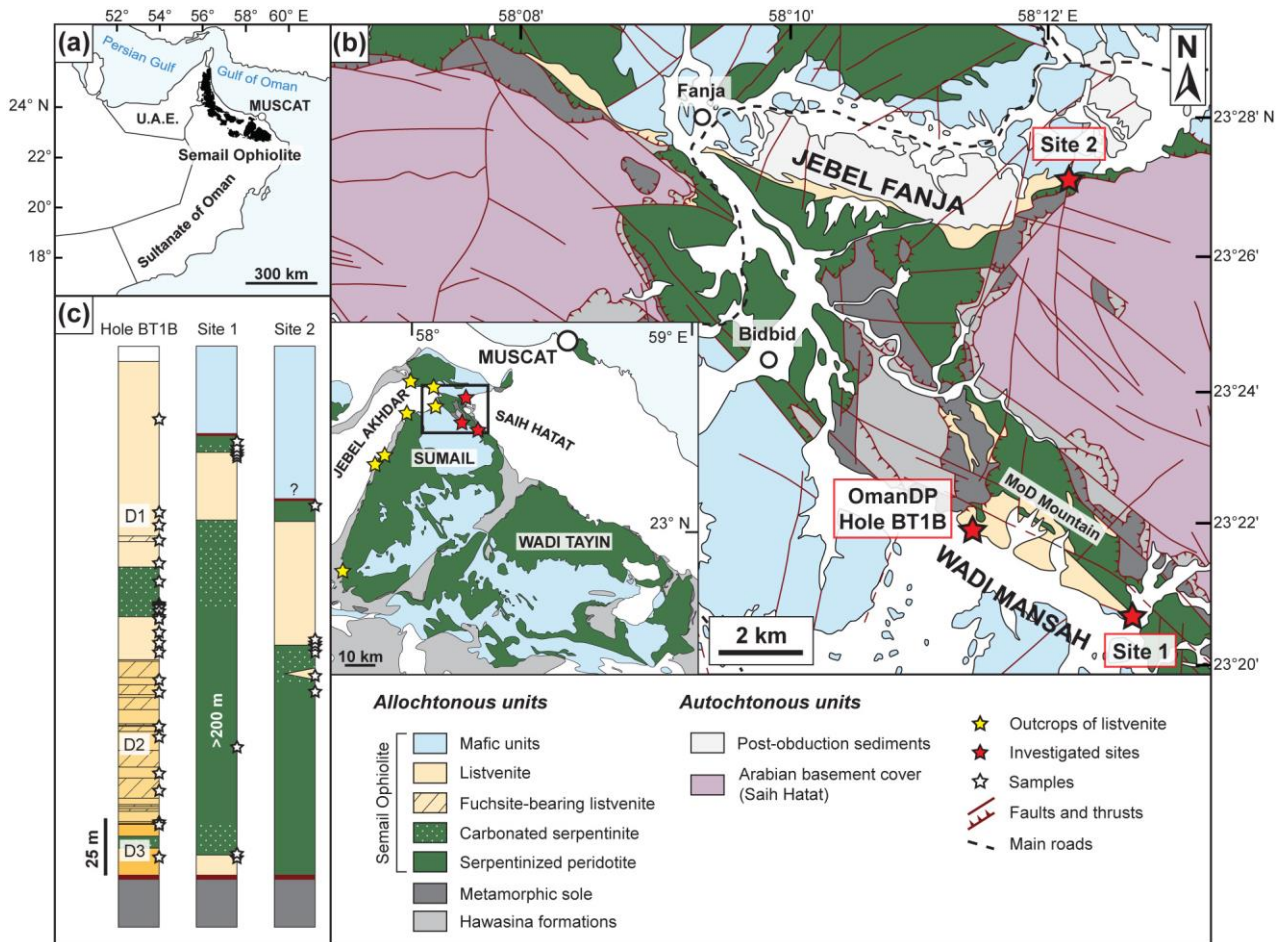 (a)
52° 54° 56° 58° 60° E
Persian Gulf
Gulf of Oman
24° N
22°
20°
18°
MUSCAT
U.A.E.
Semail Ophiolite
Sultanate of Oman
300 km
(b)
58°08'
58°10'
58°12' E
N
23°28' N
23°26'
23°24'
23°22'
23°20'
Fanja
Site 2
JEBEL FANJA
Bidbid
OmanDP
Hole BT1B
MoD Mountain
WADI MANSAH
Site 1
2 km
58°
59° E
MUSCAT
JEBEL AKHDAR
SAIH HATAT
SUMAIL
23° N
WADI TAYIN
10 km
(c)
Hole BT1B
Site 1
Site 2
D1
D2
D3
>200 m
?
25 m
Allochtonous units
Semail Ophiolite
Mafic units
Listvenite
Fuchsite-bearing listvenite
Carbonated serpentinite
Serpentinized peridotite
Metamorphic sole
Hawasina formations
Autochtonous units
Post-obduction sediments
Arabian basement cover
(Saih Hatat)
Outcrops of listvenite
Investigated sites
Samples
Faults and thrusts
Main roads